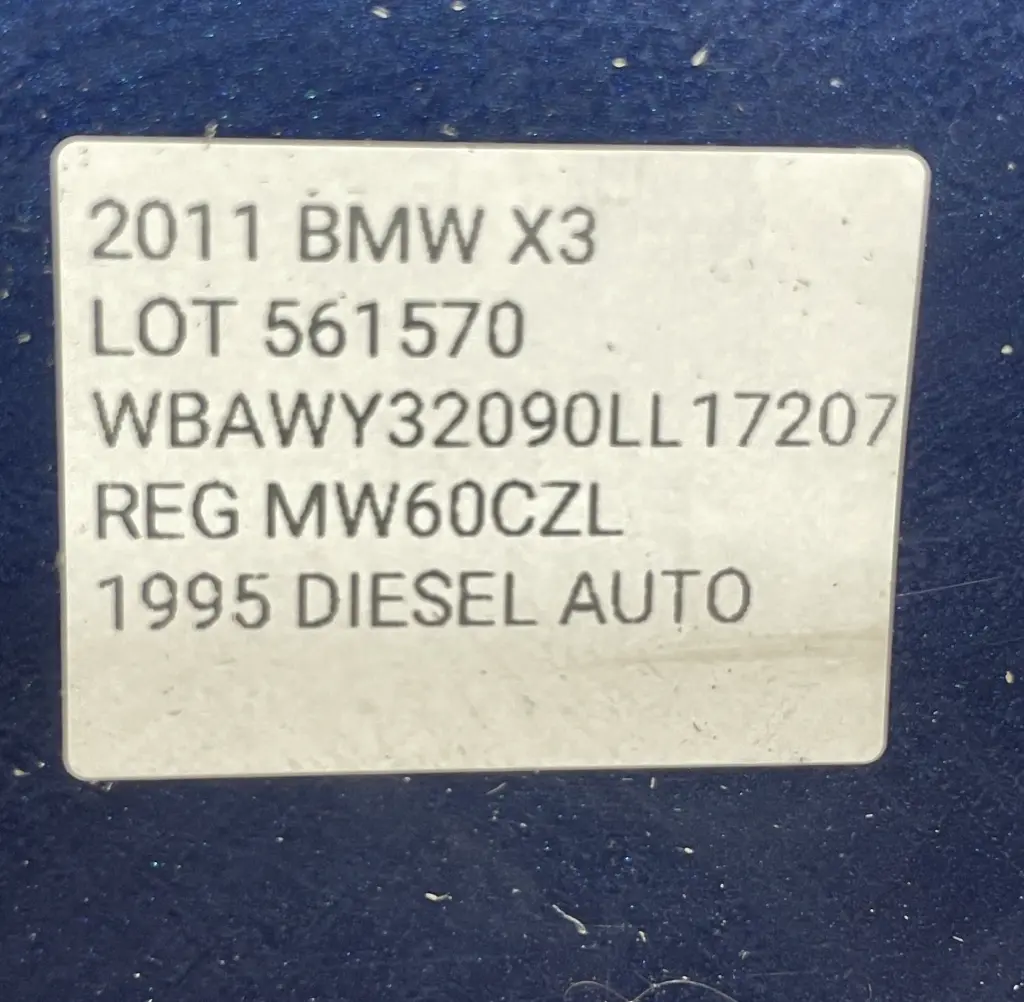 2011 BMW X3
LOT 561570
WBAWY32090LL17207
REG MW60CZL
1995 DIESEL AUTO